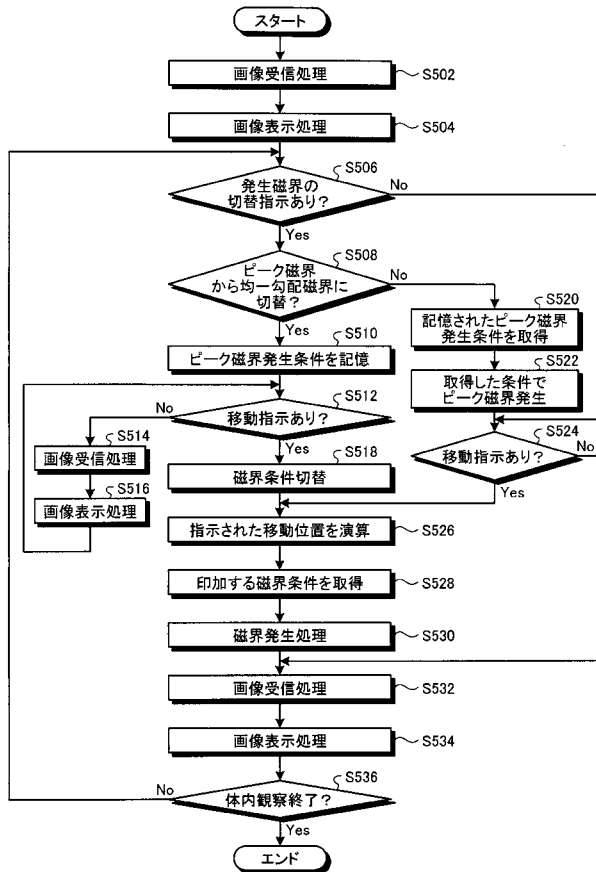 スタート
画像受信処理
S502
画像表示処理
S504
S506
発生磁界の
切替指示あり?
No
Yes
S508
ピーク磁界
から均一勾配磁界に
切替?
No
Yes
S510
ピーク磁界発生条件を記憶
S520
記憶されたピーク磁界
発生条件を取得
S522
取得した条件で
ピーク磁界発生
S512
移動指示あり?
No
Yes
S514
画像受信処理
S516
画像表示処理
S518
磁界条件切替
S524
移動指示あり?
No
Yes
指示された移動位置を演算
S526
印加する磁界条件を取得
S528
磁界発生処理
S530
画像受信処理
S532
画像表示処理
S534
S536
体内観察終了?
No
Yes
エンド